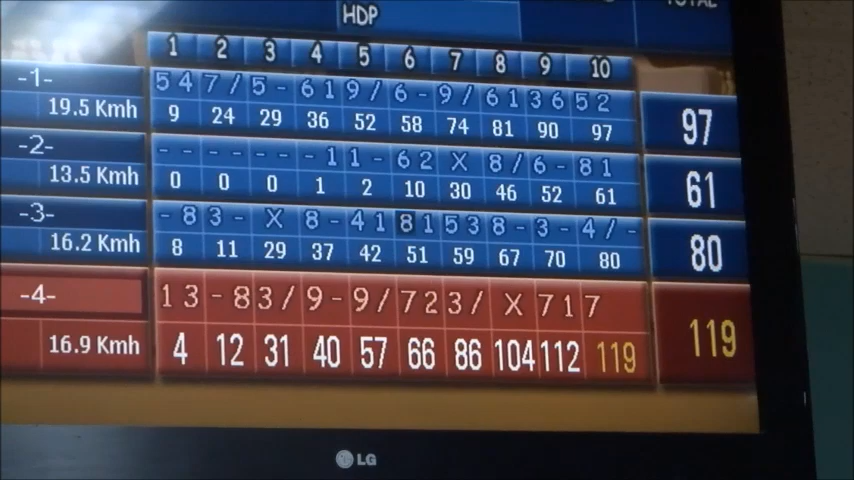 HDP TOTAL
1 2 3 4 5 6 7 8 9 10
-1- 5 4 7 / 5 - 6 1 9 / 6 - 9 / 6 1 3 6 5 2
19.5 Kmh 9 24 29 36 52 58 74 81 90 97 97
-2- - - - - - - - 1 1 - 6 2 X 8 / 6 - 8 1
13.5 Kmh 0 0 0 1 2 10 30 46 52 61 61
-3- - 8 3 - X 8 - 4 1 8 1 5 3 8 - 3 - 4 / -
16.2 Kmh 8 11 29 37 42 51 59 67 70 80 80
-4- 1 3 - 8 3 / 9 - 9 / 7 2 3 / X 7 1 7
16.9 Kmh 4 12 31 40 57 66 86 104 112 119 119
LG